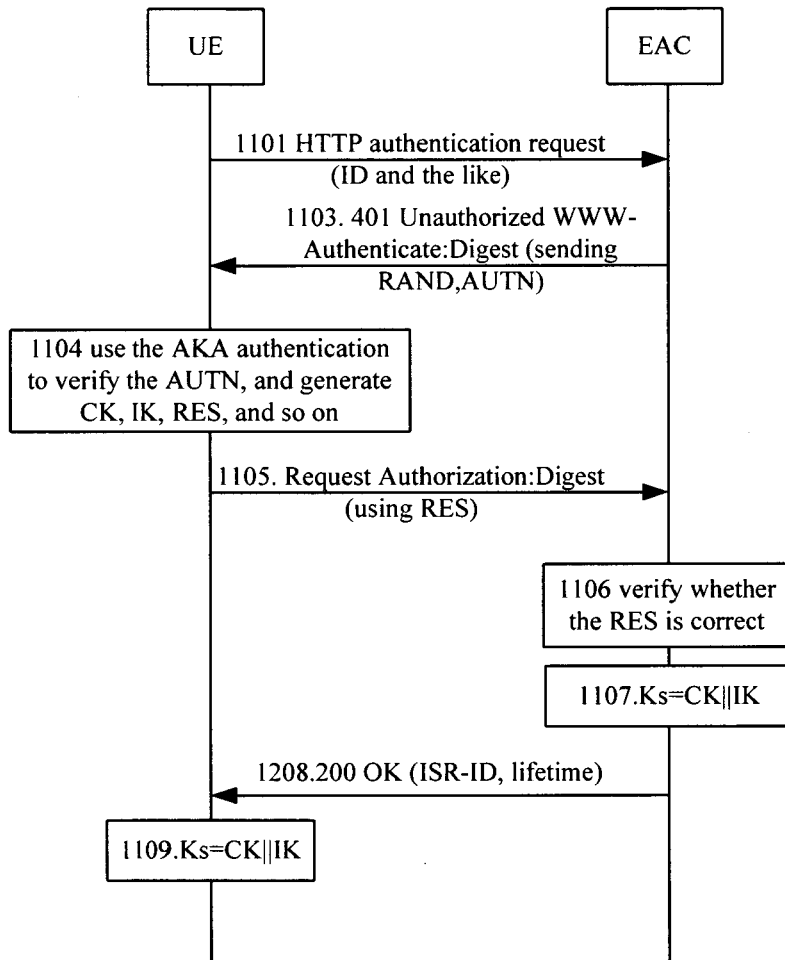 UE
EAC
1101 HTTP authentication request
(ID and the like)
1103. 401 Unauthorized WWW-
Authenticate:Digest (sending
RAND,AUTN)
1104 use the AKA authentication
to verify the AUTN, and generate
CK, IK, RES, and so on
1105. Request Authorization:Digest
(using RES)
1106 verify whether
the RES is correct
1107.Ks=CK||IK
1208.200 OK (ISR-ID, lifetime)
1109.Ks=CK||IK